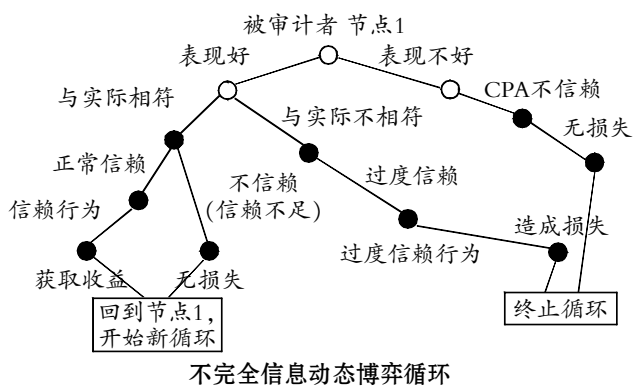 被审计者 节点1
表现好
表现不好
CPA不信赖
与实际相符
与实际不相符
无损失
正常信赖
不信赖
(信赖不足)
过度信赖
信赖行为
过度信赖行为
造成损失
获取收益
无损失
回到节点1,
开始新循环
终止循环
不完全信息动态博弈循环